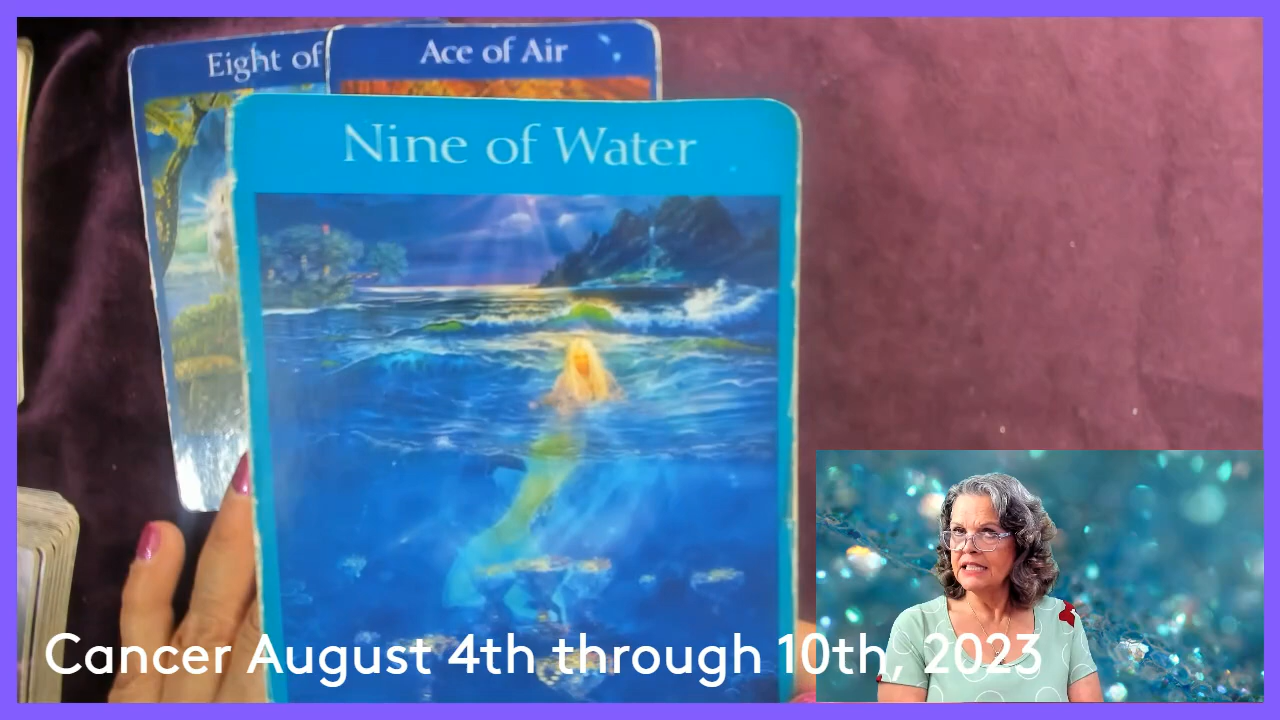 Eight of
Ace of Air
Nine of Water
Cancer August 4th through 10th, 2023